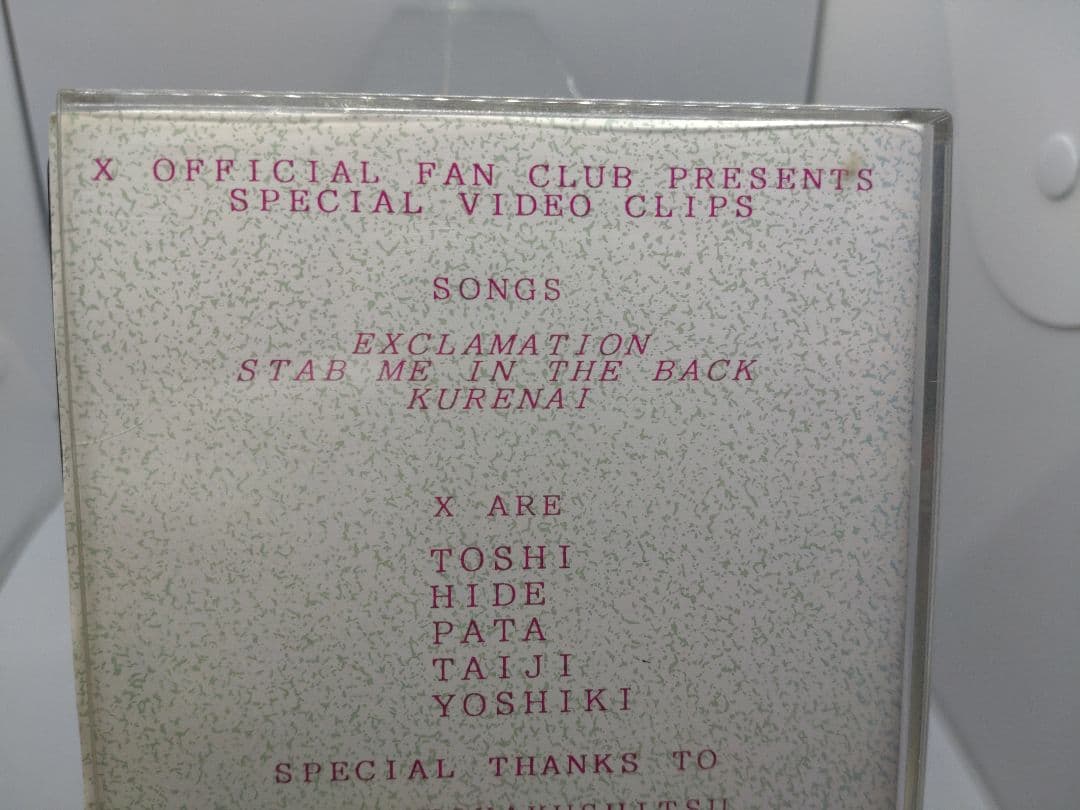 X OFFICIAL FAN CLUB PRESENTS
SPECIAL VIDEO CLIPS
SONGS
EXCLAMATION
STAB ME IN THE BACK
KURENAI
X ARE
TOSHI
HIDE
PATA
TAIJI
YOSHIKI
SPECIAL THANKS TO